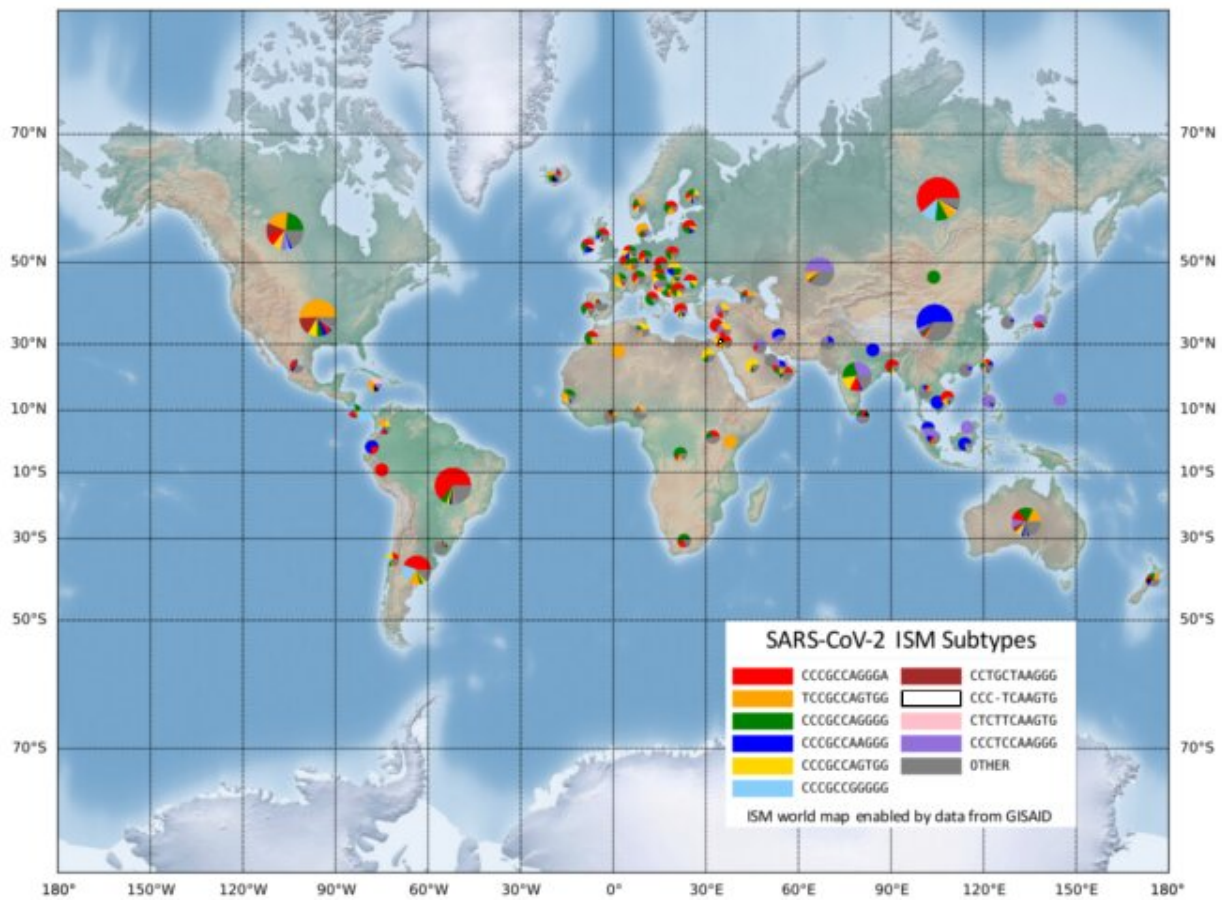 70°N 70°N
50°N 50°N
30°N 30°N
10°N 10°N
10°S 10°S
30°S 30°S
50°S 50°S
SARS-CoV-2 ISM Subtypes
CCCGCCAGGGA CCTGCTAAGGG
TCCGCCAGTGG CCC-TCAAGTG
CCCGCCAGGGG CTCTTCAAGTG
CCCGCCAAGGG CCCTCCAAGGG
70°S 70°S
CCCGCCAGTGG OTHER
CCCGCCGGGGG
ISM world map enabled by data from GISAID
180° 150°W 120°W 90°W 60°W 30°W 0° 30°E 60°E 90°E 120°E 150°E 180°